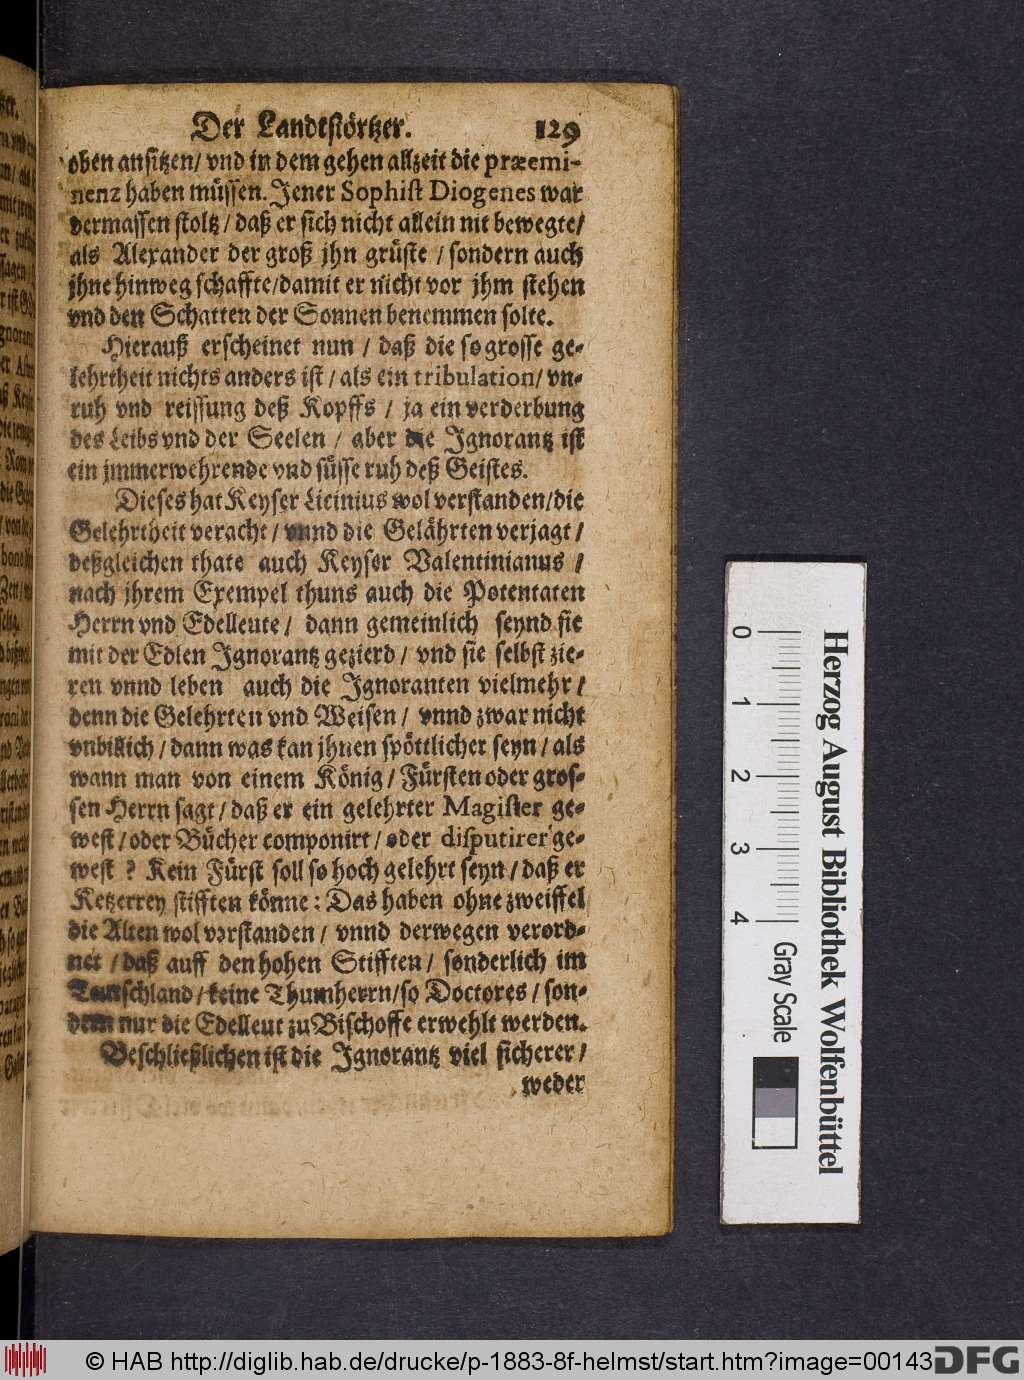 Der Landtstörtzer. 129
oben ansitzen/ vnd in dem gehen allzeit die præemi-
nenz haben müssen. Jener Sophist Diogenes war
dermassen stoltz / daß er sich nicht allein nit bewegte/
als Alexander der groß jhn grüste / sondern auch
jhne hinweg schaffte/damit er nicht vor jhm stehen
vnd den Schatten der Sonnen benemmen solte.
Hierauß erscheinet nun / daß die so grosse ge-
lehrtheit nichts anders ist / als ein tribulation/ vn-
ruh vnd reissung deß Kopffs / ja ein verderbung
des Leibs vnd der Seelen / aber die Jgnorantz ist
ein jmmerwehrende vnd süsse ruh deß Geistes.
Dieses hat Keyser Licinius wol verstanden/die
Gelehrtheit veracht / vnnd die Gelährten verjagt /
deßgleichen thate auch Keyser Valentinianus /
nach jhrem Exempel thuns auch die Potentaten
Herrn vnd Edelleute / dann gemeinlich seynd sie
mit der Edlen Jgnorantz gezierd / vnd sie selbst zie-
ren vnnd leben auch die Jgnoranten vielmehr /
denn die Gelehrten vnd Weisen / vnnd zwar nicht
vnbillich / dann was kan jhnen spöttlicher seyn / als
wann man von einem König / Fürsten oder gros-
sen Herrn sagt / daß er ein gelehrter Magister ge-
west / oder Bücher componirt / oder disputirer ge-
west ? Kein Fürst soll so hoch gelehrt seyn / daß er
Ketzerrey stifften könne : Das haben ohne zweiffel
die Alten wol verstanden / vnnd derwegen verord-
net / daß auff den hohen Stifften / sonderlich im
Teutschland / keine Thumherrn/so Doctores / son-
dern nur die Edelleut zu Bischoffe erwehlt werden.
Beschließlichen ist die Jgnorantz viel sicherer /
weder
0 1 2 3 4
Gray Scale
Herzog August Bibliothek Wolfenbüttel
© HAB http://diglib.hab.de/drucke/p-1883-8f-helmst/start.htm?image=00143
DFG